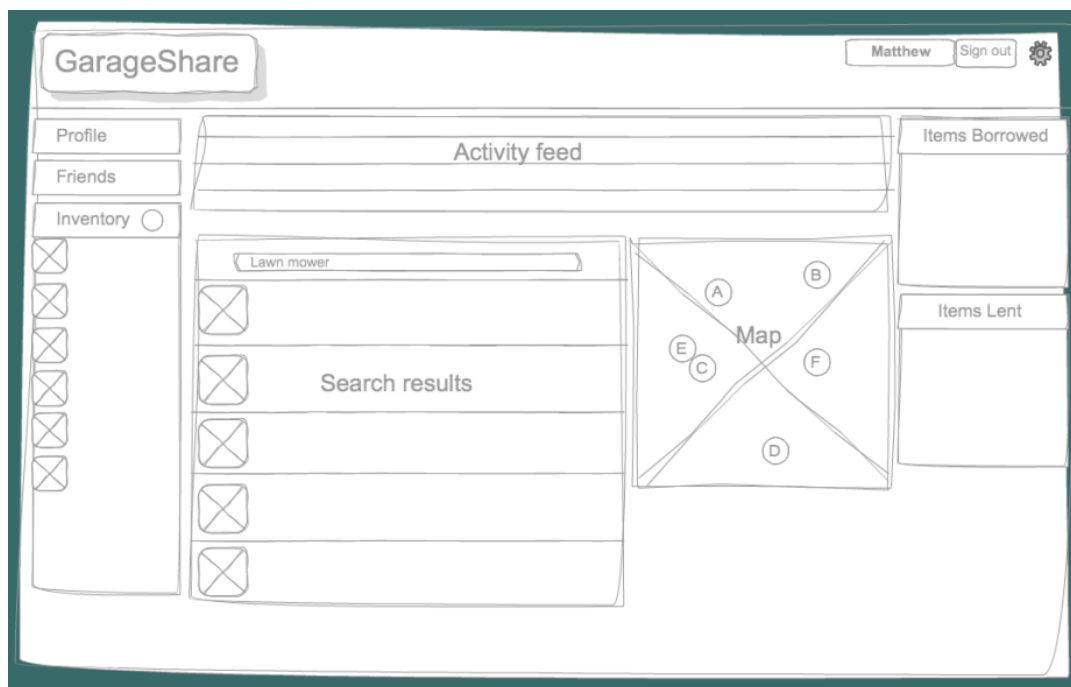 GarageShare
Matthew
Sign out
Profile
Friends
Inventory
Activity feed
Items Borrowed
Lawn mower
Search results
A
B
Map
E
C
F
D
Items Lent